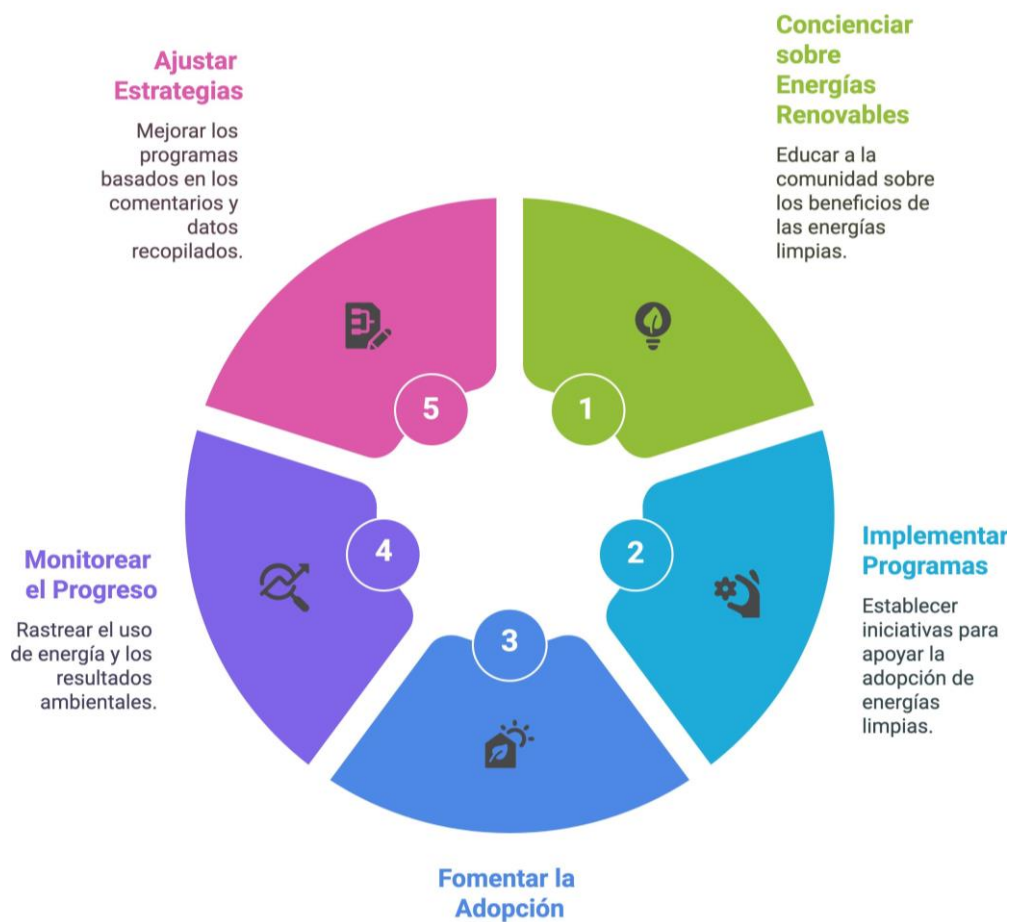 Concienciar
sobre
Energías
Renovables
Educar a la
comunidad sobre
los beneficios de
las energías
limpias.
1
Implementar
Programas
Establecer
iniciativas para
apoyar la
adopción de
energías
limpias.
2
3
Fomentar la
Adopción
4
Monitorear
el Progreso
Rastrear el uso
de energía y los
resultados
ambientales.
5
Ajustar
Estrategias
Mejorar los
programas
basados en los
comentarios y
datos
recopilados.